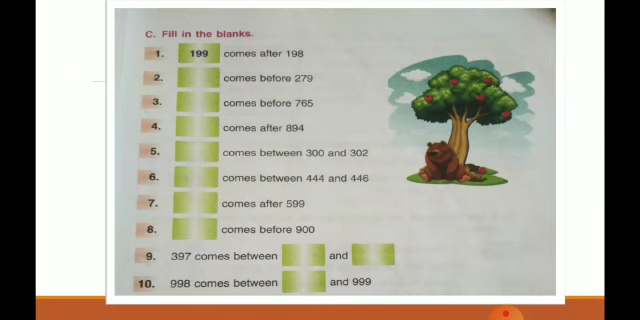 C. Fill in the blanks.
1. 199 comes after 198
2. comes before 279
3. comes before 765
4. comes after 894
5. comes between 300 and 302
6. comes between 444 and 446
7. comes after 599
8. comes before 900
9. 397 comes between and
10. 998 comes between and 999